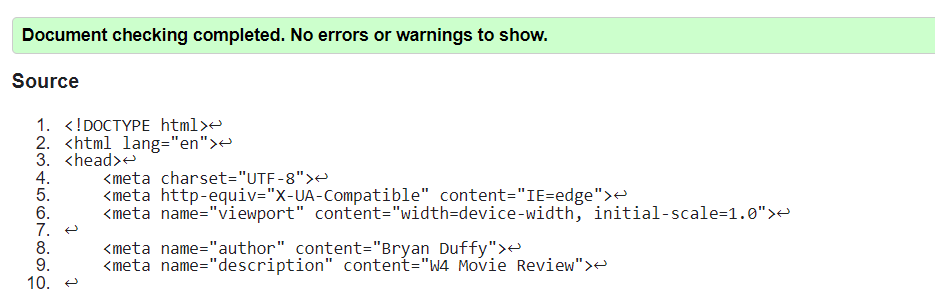 Document checking completed. No errors or warnings to show.
Source
1. <!DOCTYPE html>↩
2. <html lang="en">↩
3. <head>↩
4.     <meta charset="UTF-8">↩
5.     <meta http-equiv="X-UA-Compatible" content="IE=edge">↩
6.     <meta name="viewport" content="width=device-width, initial-scale=1.0">↩
7. ↩
8.     <meta name="author" content="Bryan Duffy">↩
9.     <meta name="description" content="W4 Movie Review">↩
10. ↩